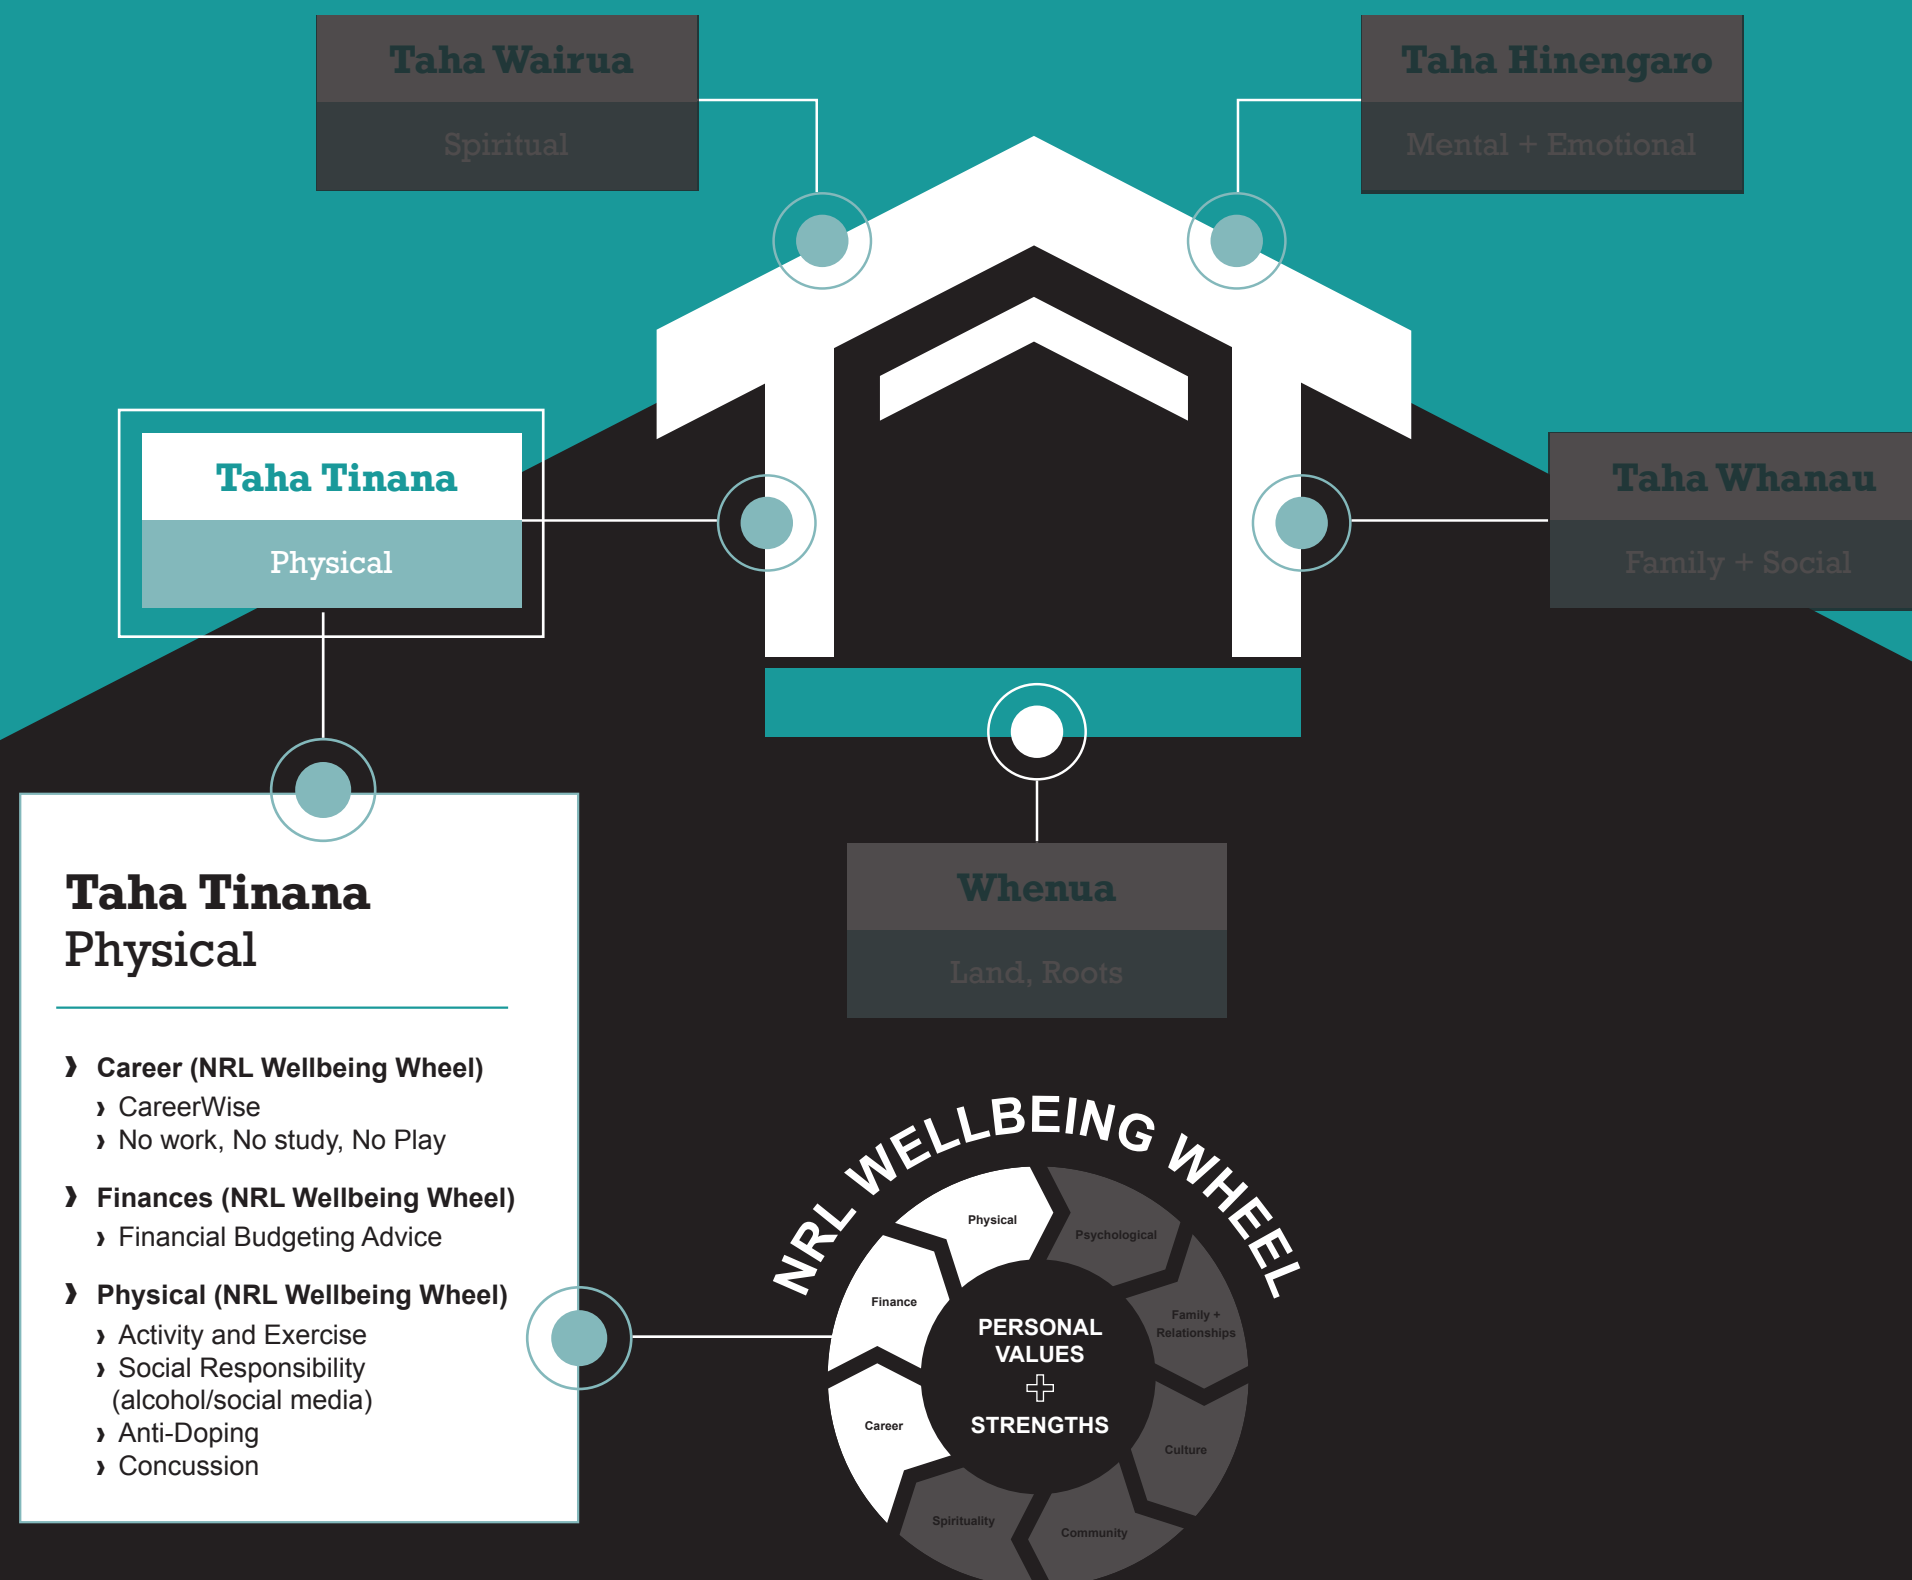 Taha Wairua
Spiritual
Taha Hinengaro
Mental + Emotional
Taha Tinana
Physical
Taha Whanau
Family + Social
Whenua
Land, Roots
Taha Tinana
Physical
❱ Career (NRL Wellbeing Wheel)
❱ CareerWise
❱ No work, No study, No Play
❱ Finances (NRL Wellbeing Wheel)
❱ Financial Budgeting Advice
❱ Physical (NRL Wellbeing Wheel)
❱ Activity and Exercise
❱ Social Responsibility
(alcohol/social media)
❱ Anti-Doping
❱ Concussion
NRL WELLBEING WHEEL
Physical
Psychological
Family +
Relationships
Culture
Community
Spirituality
Career
Finance
PERSONAL
VALUES
+
STRENGTHS